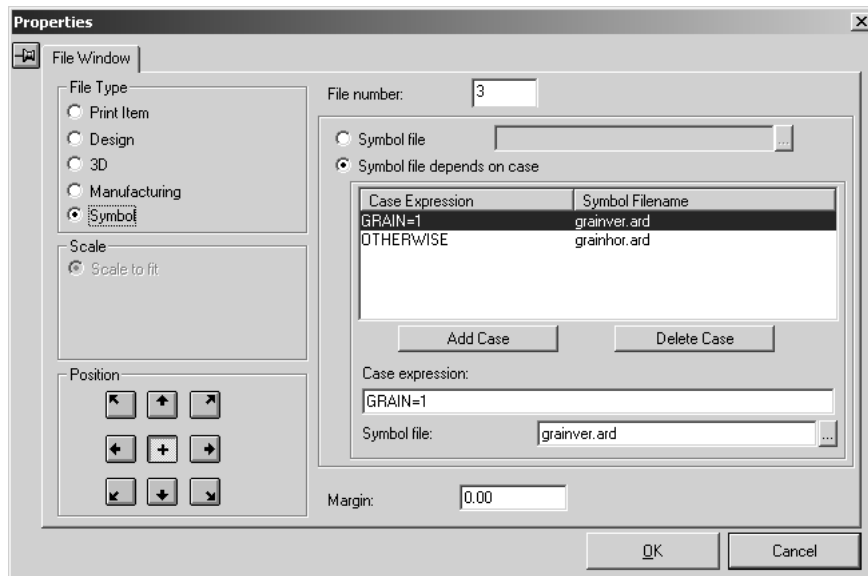 Properties
File Window
File Type
Print Item
Design
3D
Manufacturing
Symbol
Scale
Scale to fit
Position
File number: 3
Symbol file ...
Symbol file depends on case
Case Expression Symbol Filename
GRAIN=1 grainver.ard
OTHERWISE grainhor.ard
Add Case Delete Case
Case expression:
GRAIN=1
Symbol file: grainver.ard ...
Margin: 0.00
OK Cancel